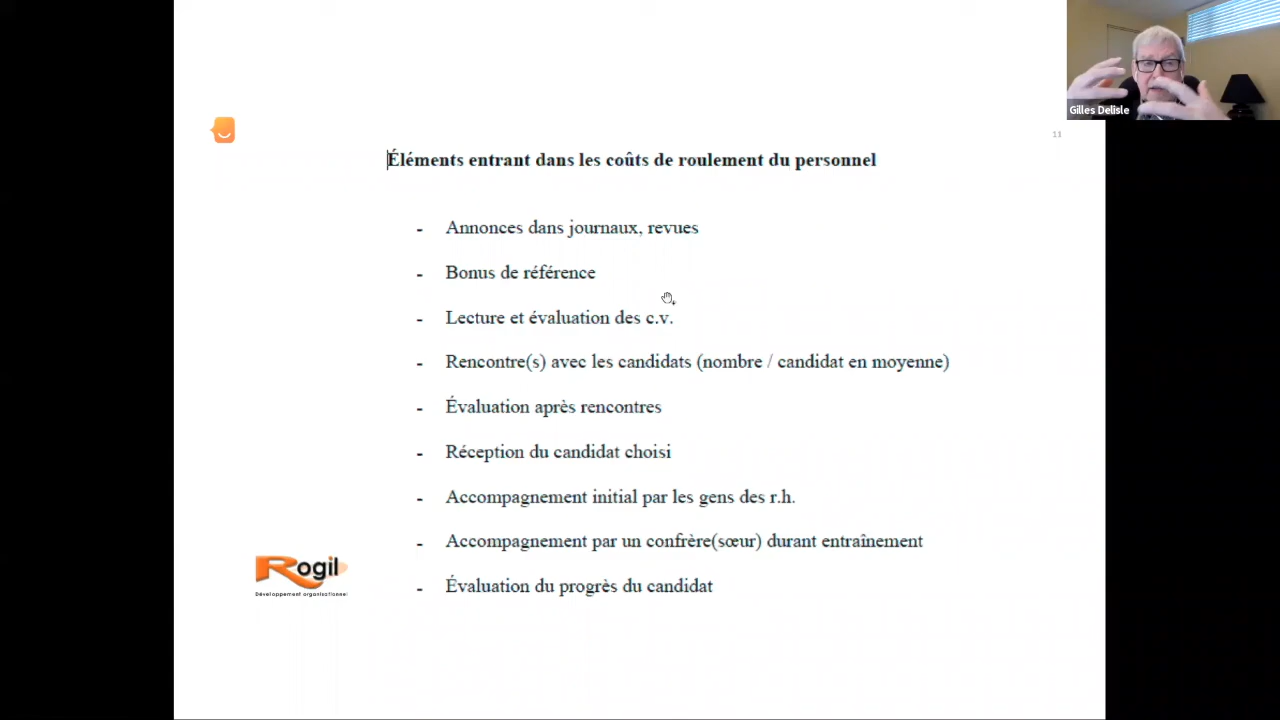 Gilles Delisle
11
Éléments entrant dans les coûts de roulement du personnel
- Annonces dans journaux, revues
- Bonus de référence
- Lecture et évaluation des c.v.
- Rencontre(s) avec les candidats (nombre / candidat en moyenne)
- Évaluation après rencontres
- Réception du candidat choisi
- Accompagnement initial par les gens des r.h.
- Accompagnement par un confrère(sœur) durant entraînement
- Évaluation du progrès du candidat
Rogil
Développement organisationnel